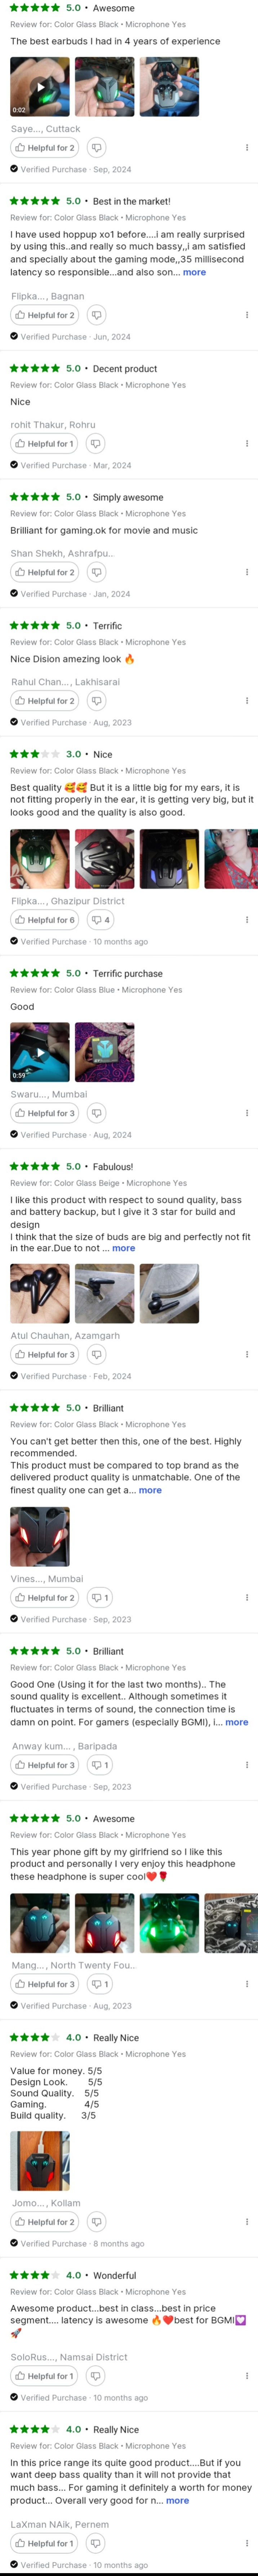 5.0 • Awesome
Review for: Color Glass Black • Microphone Yes
The best earbuds I had in 4 years of experience
0:02
Saye..., Cuttack
Helpful for 2
Verified Purchase · Sep, 2024
5.0 • Best in the market!
Review for: Color Glass Black • Microphone Yes
I have used hoppup xo1 before....i am really surprised
by using this..and really so much bassy,,i am satisfied
and specially about the gaming mode,,35 millisecond
latency so responsive...and also son... more
Flipka..., Bagnan
Helpful for 2
Verified Purchase · Jun, 2024
5.0 • Decent product
Review for: Color Glass Black • Microphone Yes
Nice
rohit Thakur, Rohru
Helpful for 1
Verified Purchase · Mar, 2024
5.0 • Simply awesome
Review for: Color Glass Black • Microphone Yes
Brilliant for gaming.ok for movie and music
Shan Shekh, Ashrafpu...
Helpful for 2
Verified Purchase · Jan, 2024
5.0 • Terrific
Review for: Color Glass Black • Microphone Yes
Nice Dision amezing look 🔥
Rahul Chan..., Lakhisarai
Helpful for 2
Verified Purchase · Aug, 2023
3.0 • Nice
Review for: Color Glass Black • Microphone Yes
Best quality 🥰🥰 But it is a little big for my ears, it is
not fitting properly in the ear, it is getting very big, but it
looks good and the quality is also good.
Flipka..., Ghazipur District
Helpful for 6 4
Verified Purchase · 10 months ago
5.0 • Terrific purchase
Review for: Color Glass Blue • Microphone Yes
Good
0:59
Swaru..., Mumbai
Helpful for 3
Verified Purchase · Aug, 2024
5.0 • Fabulous!
Review for: Color Glass Beige • Microphone Yes
I like this product with respect to sound quality, bass
and battery backup, but I give it 3 star for build and
design
I think that the size of buds are big and perfectly not fit
in the ear.Due to not ... more
Atul Chauhan, Azamgarh
Helpful for 3
Verified Purchase · Feb, 2024
5.0 • Brilliant
Review for: Color Glass Black • Microphone Yes
You can't get better then this, one of the best. Highly
recommended.
This product must be compared to top brand as the
delivered product quality is unmatchable. One of the
finest quality one can get a... more
Vines..., Mumbai
Helpful for 2 1
Verified Purchase · Sep, 2023
5.0 • Brilliant
Review for: Color Glass Black • Microphone Yes
Good One (Using it for the last two months).. The
sound quality is excellent.. Although sometimes it
fluctuates in terms of sound, the connection time is
damn on point. For gamers (especially BGMI), i... more
Anway kum... , Baripada
Helpful for 3 1
Verified Purchase · Sep, 2023
5.0 • Awesome
Review for: Color Glass Black • Microphone Yes
This year phone gift by my girlfriend so I like this
product and personally I very enjoy this headphone
these headphone is super cool❤️🌹
Mang..., North Twenty Fou...
Helpful for 3 1
Verified Purchase · Aug, 2023
4.0 • Really Nice
Review for: Color Glass Black • Microphone Yes
Value for money. 5/5
Design Look. 5/5
Sound Quality. 5/5
Gaming. 4/5
Build quality. 3/5
Jomo..., Kollam
Helpful for 2
Verified Purchase · 8 months ago
4.0 • Wonderful
Review for: Color Glass Black • Microphone Yes
Awesome product...best in class...best in price
segment.... latency is awesome 🔥❤️best for BGMI💟
🚀
SoloRus..., Namsai District
Helpful for 1
Verified Purchase · 10 months ago
4.0 • Really Nice
Review for: Color Glass Black • Microphone Yes
In this price range its quite good product....But if you
want deep bass quality than it will not provide that
much bass... For gaming it definitely a worth for money
product... Overall very good for n... more
LaXman NAik, Pernem
Helpful for 1
Verified Purchase · 10 months ago